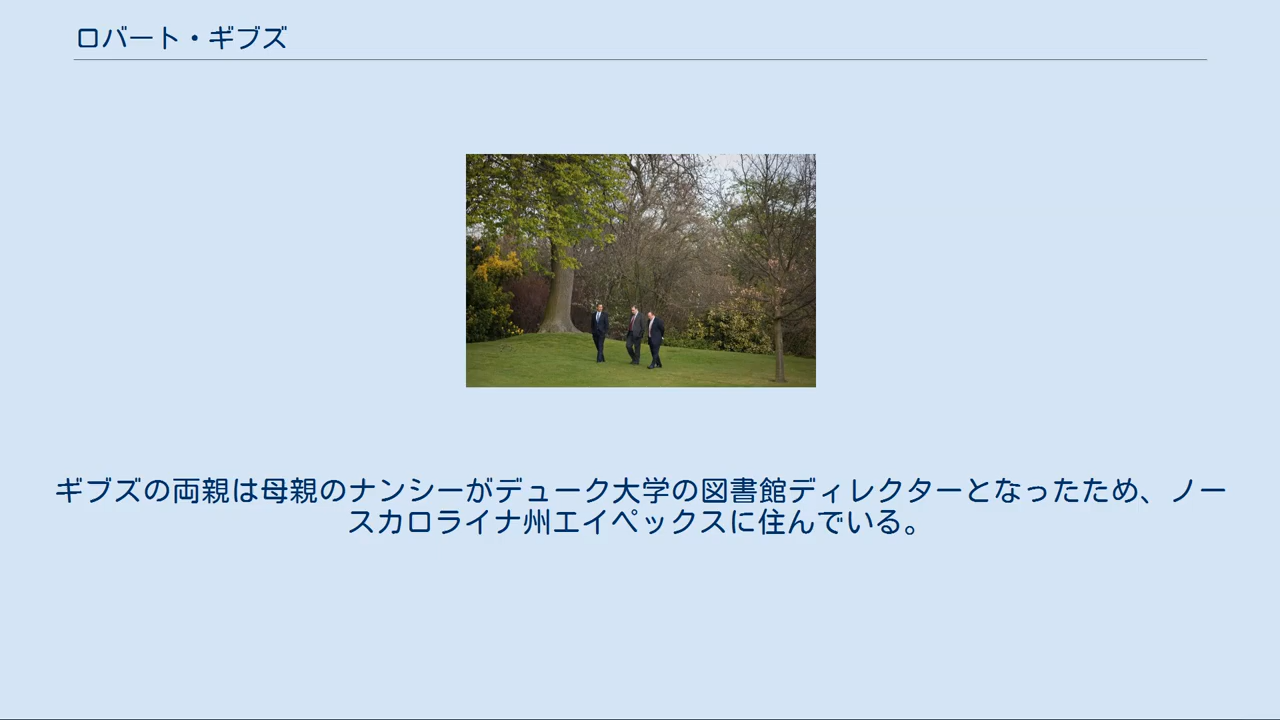 ロバート・ギブズ
ギブズの両親は母親のナンシーがデューク大学の図書館ディレクターとなったため、ノー
スカロライナ州エイペックスに住んでいる。